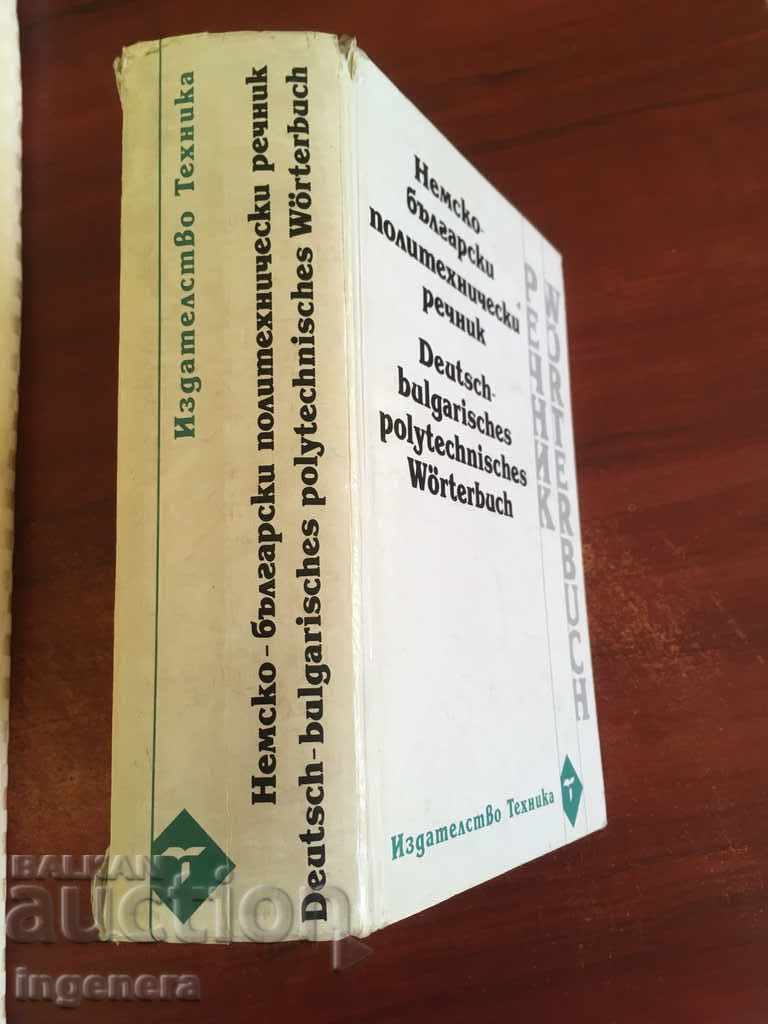 Издателство Техника
Немско-български политехнически речник
Deutsch-bulgarisches polytechnisches Wörterbuch
Немско-
български
политехнически
речник
Deutsch-
bulgarisches
polytechnisches
Wörterbuch
РЕЧНИК
WÖRTERBUCH
Издателство Техника
BALKAN
auction
ingenera